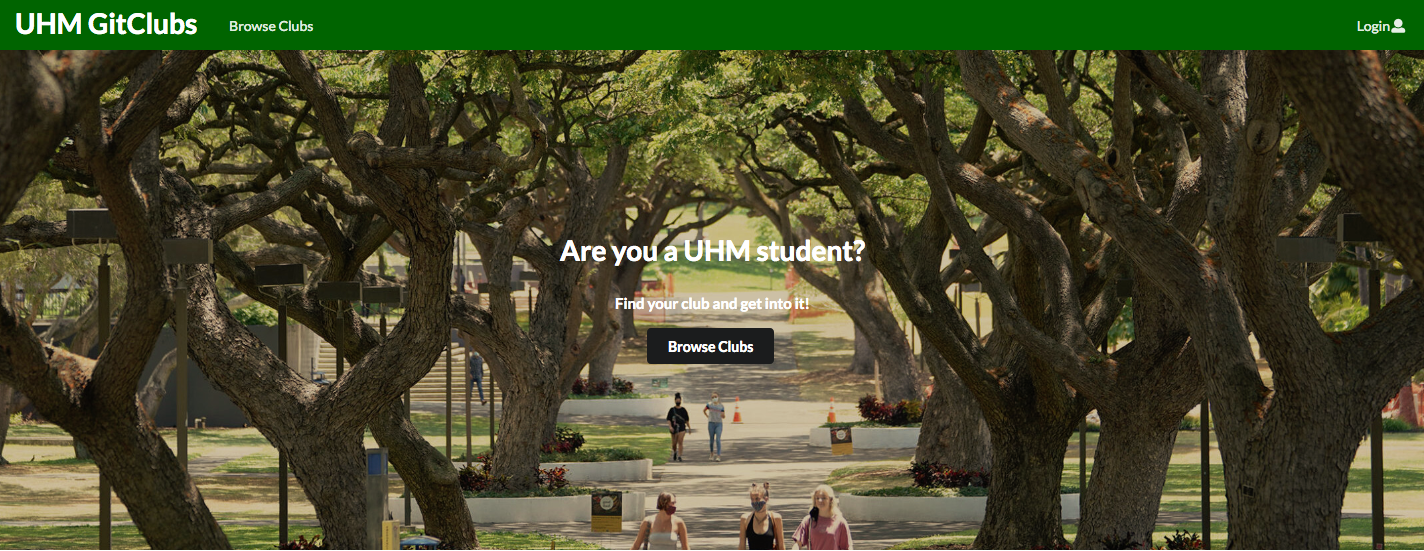 UHM GitClubs
Browse Clubs
Login
Are you a UHM student?
Find your club and get into it!
Browse Clubs